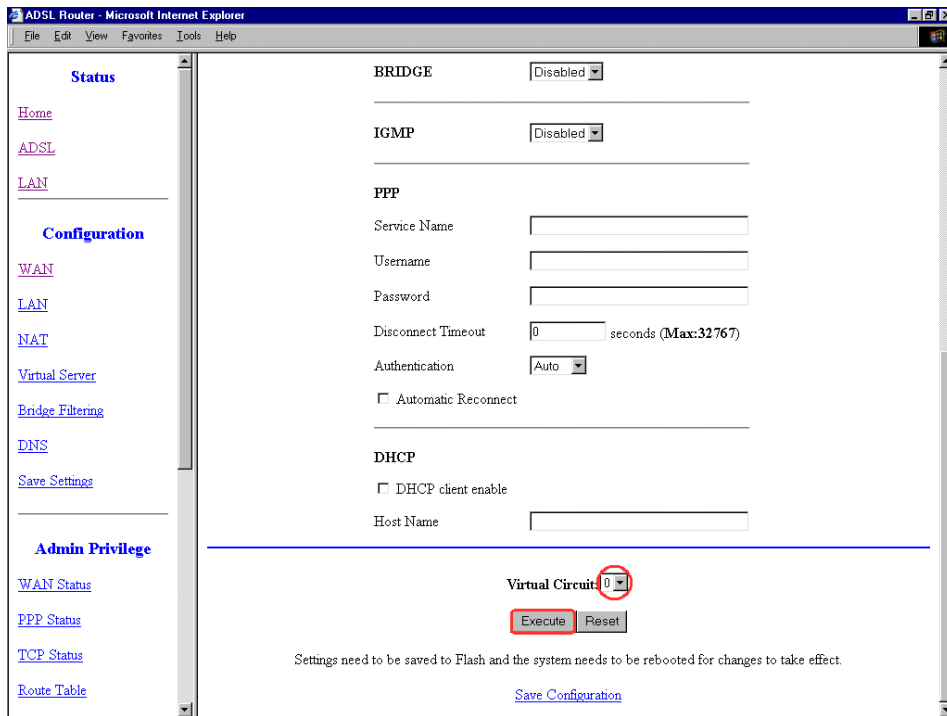 ADSL Router - Microsoft Internet Explorer
File Edit View Favorites Tools Help
Status
Home
ADSL
LAN
Configuration
WAN
LAN
NAT
Virtual Server
Bridge Filtering
DNS
Save Settings
Admin Privilege
WAN Status
PPP Status
TCP Status
Route Table
BRIDGE Disabled
IGMP Disabled
PPP
Service Name
Username
Password
Disconnect Timeout 0 seconds (Max:32767)
Authentication Auto
Automatic Reconnect
DHCP
DHCP client enable
Host Name
Virtual Circuit: 0
Execute Reset
Settings need to be saved to Flash and the system needs to be rebooted for changes to take effect.
Save Configuration